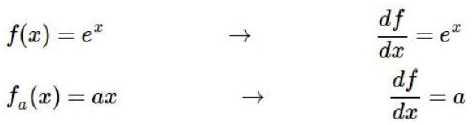 f(x) = e^x → df/dx = e^x
f_a(x) = ax → df/dx = a